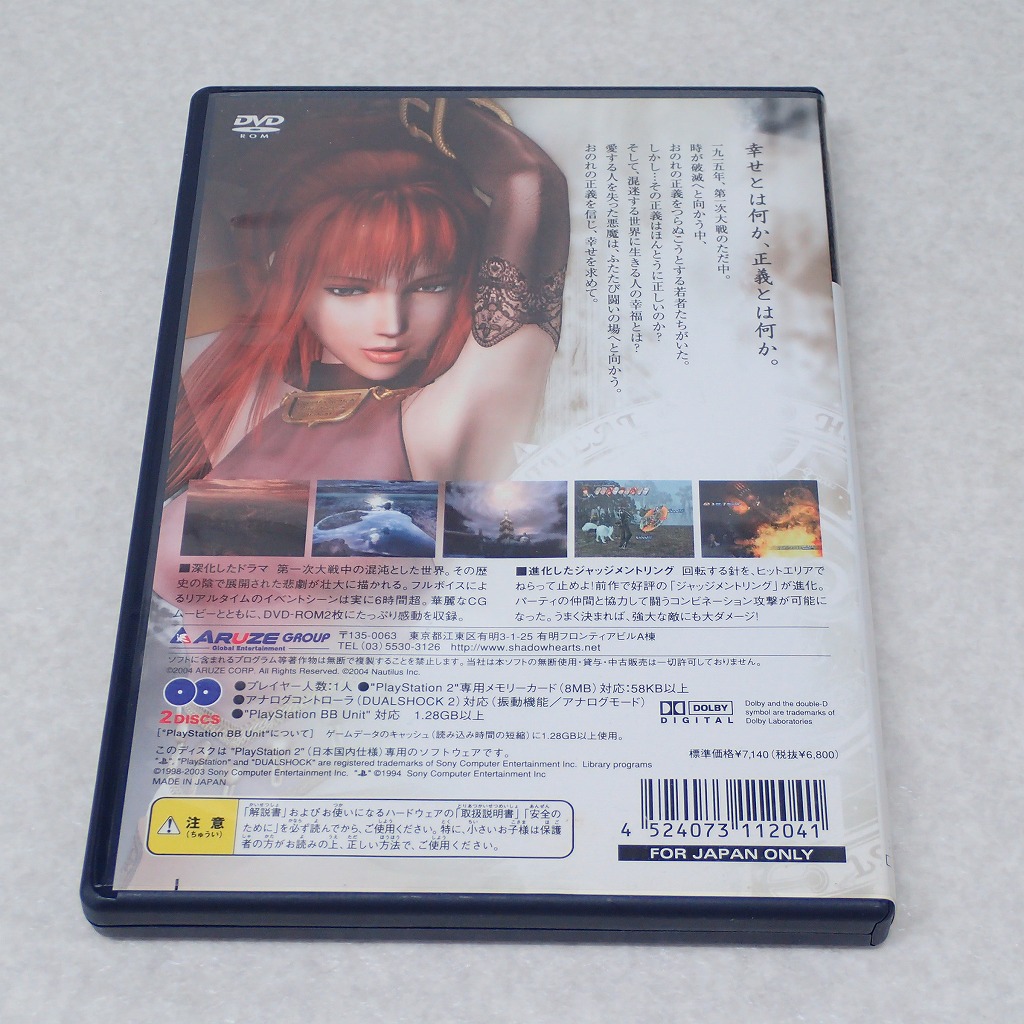 DVD
ROM
幸せとは何か、正義とは何か。
一九一五年、第一次大戦のただ中。
時が破滅へと向かう中、
おのれの正義をつらぬこうとする若者たちがいた。
しかし…その正義はほんとうに正しいのか?
そして、混迷する世界に生きる人の幸福とは?
愛する人を失った悪魔は、ふたたび闘いの場へと向かう。
おのれの正義を信じ、幸せを求めて。
■深化したドラマ 第一次大戦中の混沌とした世界。その歴
史の陰で展開された悲劇が壮大に描かれる。フルボイスによ
るリアルタイムのイベントシーンは実に6時間超。華麗なCG
ムービーとともに、DVD-ROM2枚にたっぷり感動を収録。
■進化したジャッジメントリング 回転する針を、ヒットエリアで
ねらって止めよ!前作で好評の「ジャッジメントリング」が進化。
パーティの仲間と協力して闘うコンビネーション攻撃が可能に
なった。うまく決まれば、強大な敵にも大ダメージ!
ARUZE GROUP
Global Entertainment
〒135-0063 東京都江東区有明3-1-25 有明フロンティアビルA棟
TEL (03) 5530-3126 http://www.shadowhearts.net
ソフトに含まれるプログラム等著作物は無断で複製することを禁止します。当社は本ソフトの無断使用・貸与・中古販売は一切許可しておりません。
©2004 ARUZE CORP. All Rights Reserved. ©2004 Nautilus Inc.
2 DISCS
●プレイヤー人数:1人 ●"PlayStation 2"専用メモリーカード(8MB)対応:58KB以上
●アナログコントローラ(DUALSHOCK 2)対応(振動機能/アナログモード)
●"PlayStation BB Unit" 対応 1.28GB以上
DOLBY
DIGITAL
Dolby and the double-D
symbol are trademarks of
Dolby Laboratories
["PlayStation BB Unit"について] ゲームデータのキャッシュ(読み込み時間の短縮)に1.28GB以上使用。
このディスクは "PlayStation 2"(日本国内仕様)専用のソフトウェアです。
標準価格¥7,140(税抜¥6,800)
" ", "PlayStation" and "DUALSHOCK" are registered trademarks of Sony Computer Entertainment Inc. Library programs
©1998-2003 Sony Computer Entertainment Inc. " " ©1994 Sony Computer Entertainment Inc
MADE IN JAPAN
注意
(ちゅうい)
「解説書」およびお使いになるハードウェアの「取扱説明書」「安全の
ために」を必ず読んでから、ご使用ください。特に、小さいお子様は保護
者の方がお読みの上、正しい方法で、ご使用ください。
4 524073 112041
FOR JAPAN ONLY